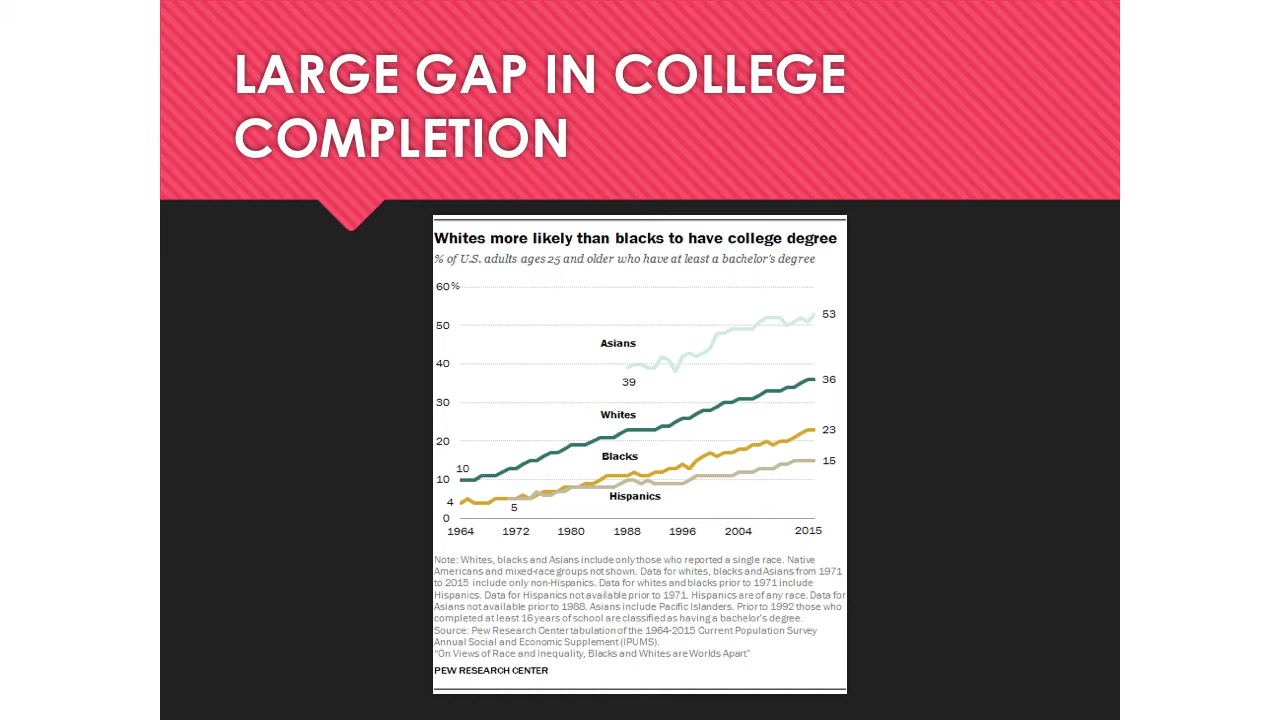 LARGE GAP IN COLLEGE
COMPLETION
Whites more likely than blacks to have college degree
% of U.S. adults ages 25 and older who have at least a bachelor's degree
60%
50
40
30
20
10
0
53
Asians
39
36
Whites
23
Blacks
15
10
Hispanics
4
5
1964 1972 1980 1988 1996 2004 2015
Note: Whites, blacks and Asians include only those who reported a single race. Native
Americans and mixed-race groups not shown. Data for whites, blacks and Asians from 1971
to 2015 include only non-Hispanics. Data for whites and blacks prior to 1971 include
Hispanics. Data for Hispanics not available prior to 1971. Hispanics are of any race. Data for
Asians not available prior to 1988. Asians include Pacific Islanders. Prior to 1992 those who
completed at least 16 years of school are classified as having a bachelor's degree.
Source: Pew Research Center tabulation of the 1964-2015 Current Population Survey
Annual Social and Economic Supplement (IPUMS).
"On Views of Race and Inequality, Blacks and Whites are Worlds Apart"
PEW RESEARCH CENTER